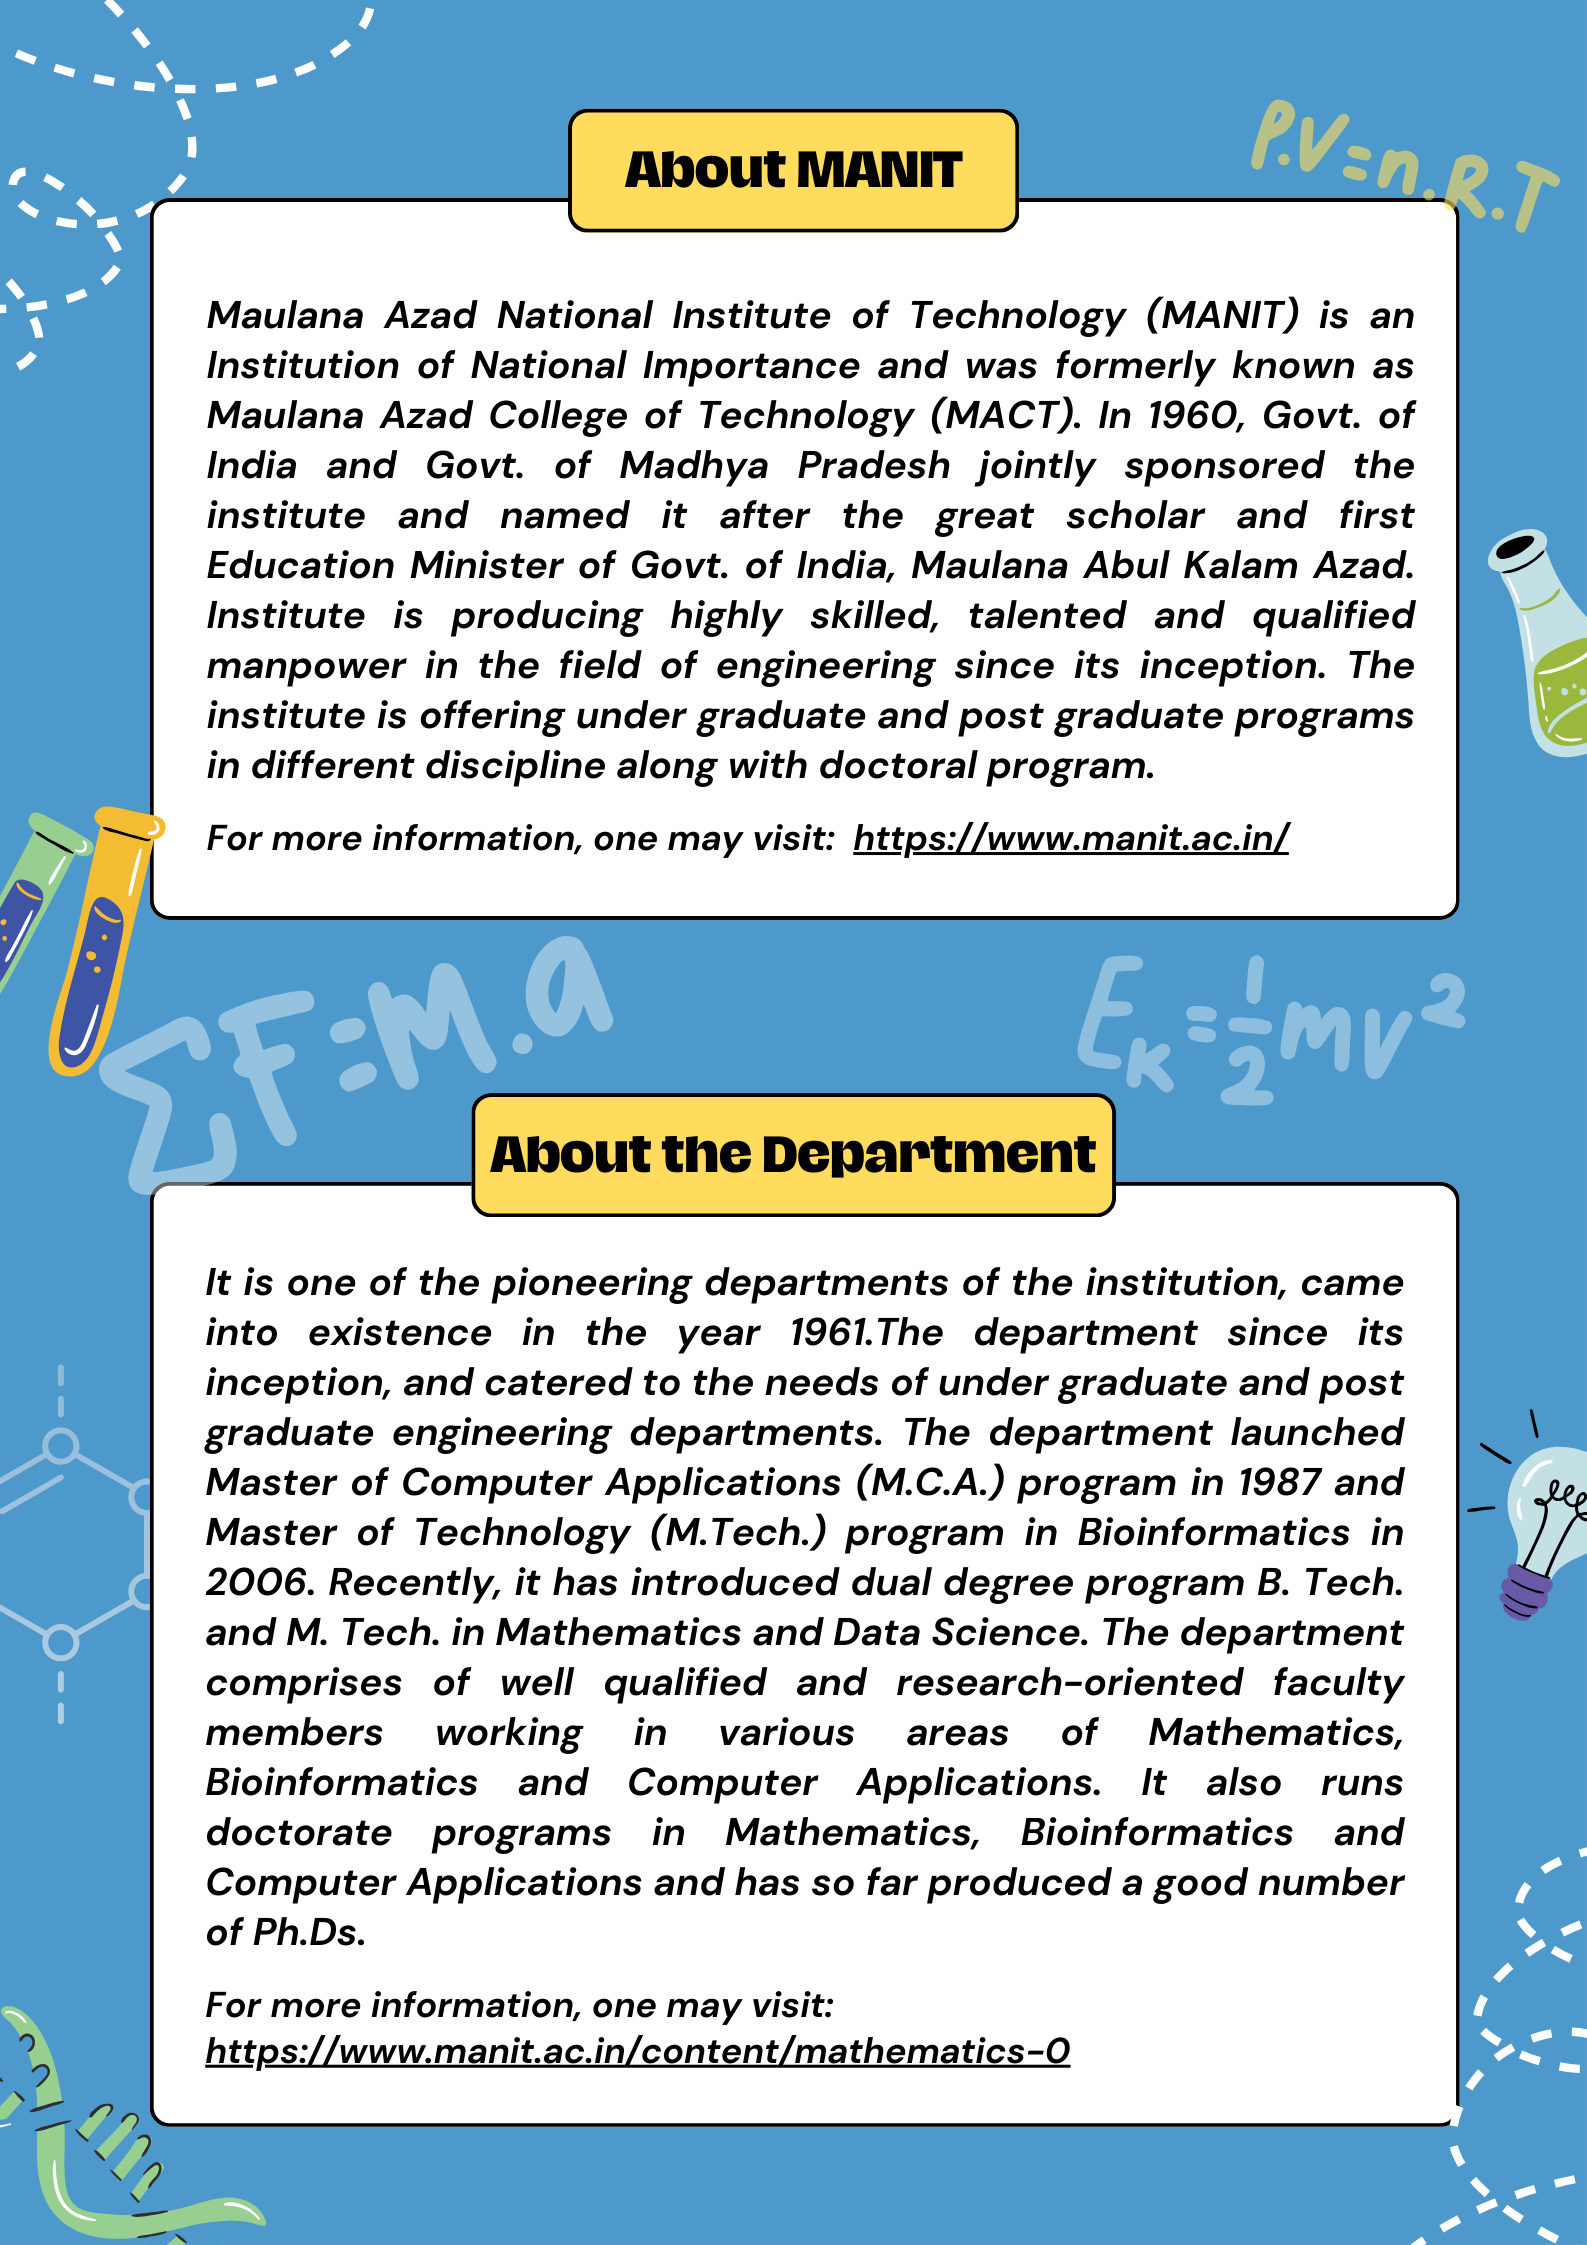 About MANIT
P.V=n.R.T
Maulana Azad National Institute of Technology (MANIT) is an
Institution of National Importance and was formerly known as
Maulana Azad College of Technology (MACT). In 1960, Govt. of
India and Govt. of Madhya Pradesh jointly sponsored the
institute and named it after the great scholar and first
Education Minister of Govt. of India, Maulana Abul Kalam Azad.
Institute is producing highly skilled, talented and qualified
manpower in the field of engineering since its inception. The
institute is offering under graduate and post graduate programs
in different discipline along with doctoral program.
For more information, one may visit: https://www.manit.ac.in/
ΣF=M.a
Eₖ=½mv²
About the Department
It is one of the pioneering departments of the institution, came
into existence in the year 1961.The department since its
inception, and catered to the needs of under graduate and post
graduate engineering departments. The department launched
Master of Computer Applications (M.C.A.) program in 1987 and
Master of Technology (M.Tech.) program in Bioinformatics in
2006. Recently, it has introduced dual degree program B. Tech.
and M. Tech. in Mathematics and Data Science. The department
comprises of well qualified and research-oriented faculty
members working in various areas of Mathematics,
Bioinformatics and Computer Applications. It also runs
doctorate programs in Mathematics, Bioinformatics and
Computer Applications and has so far produced a good number
of Ph.Ds.
For more information, one may visit:
https://www.manit.ac.in/content/mathematics-0